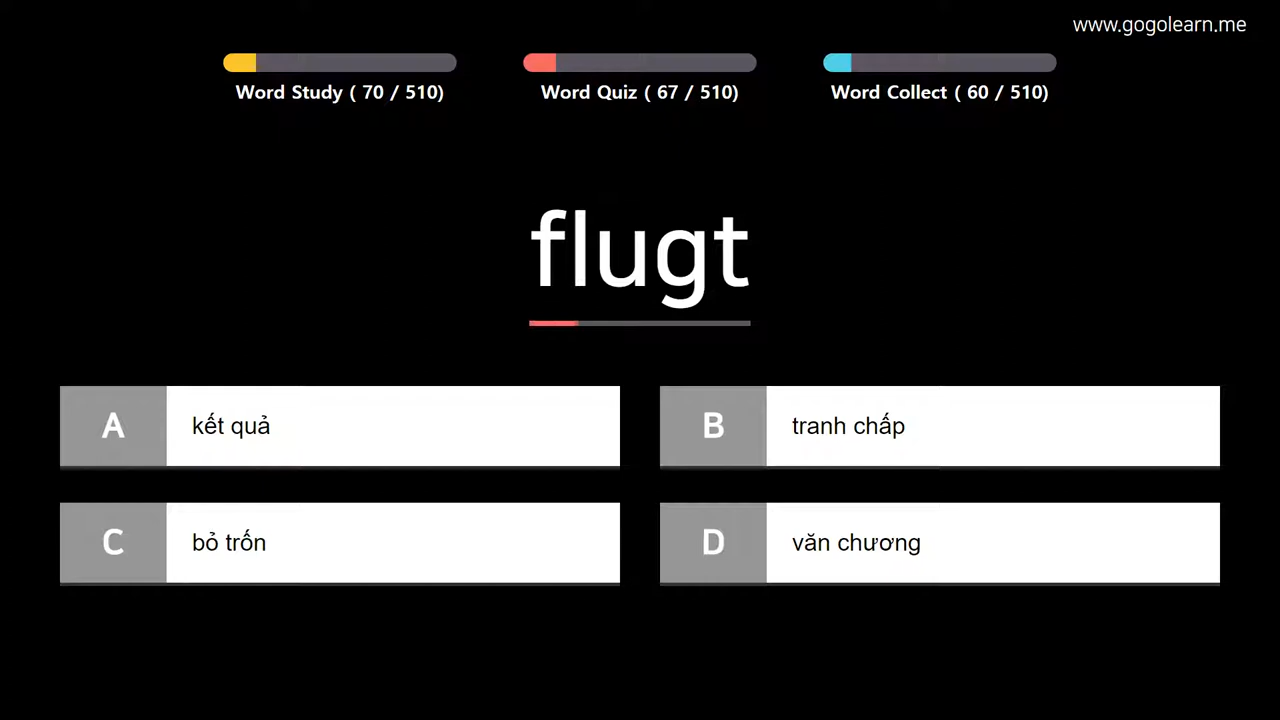 www.gogolearn.me
Word Study ( 70 / 510)
Word Quiz ( 67 / 510)
Word Collect ( 60 / 510)
flugt
A kết quả
B tranh chấp
C bỏ trốn
D văn chương